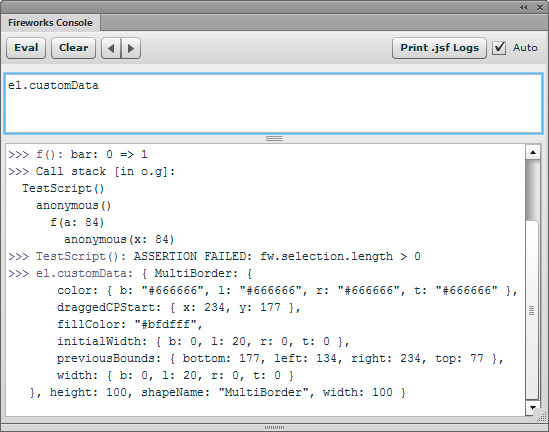 Fireworks Console
Eval Clear Print .jsf Logs Auto
el.customData
>>> f(): bar: 0 => 1
>>> Call stack [in o.g]:
TestScript()
anonymous()
f(a: 84)
anonymous(x: 84)
>>> TestScript(): ASSERTION FAILED: fw.selection.length > 0
>>> el.customData: { MultiBorder: {
color: { b: "#666666", l: "#666666", r: "#666666", t: "#666666" },
draggedCPStart: { x: 234, y: 177 },
fillColor: "#bfdfff",
initialWidth: { b: 0, l: 20, r: 0, t: 0 },
previousBounds: { bottom: 177, left: 134, right: 234, top: 77 },
width: { b: 0, l: 20, r: 0, t: 0 }
}, height: 100, shapeName: "MultiBorder", width: 100 }